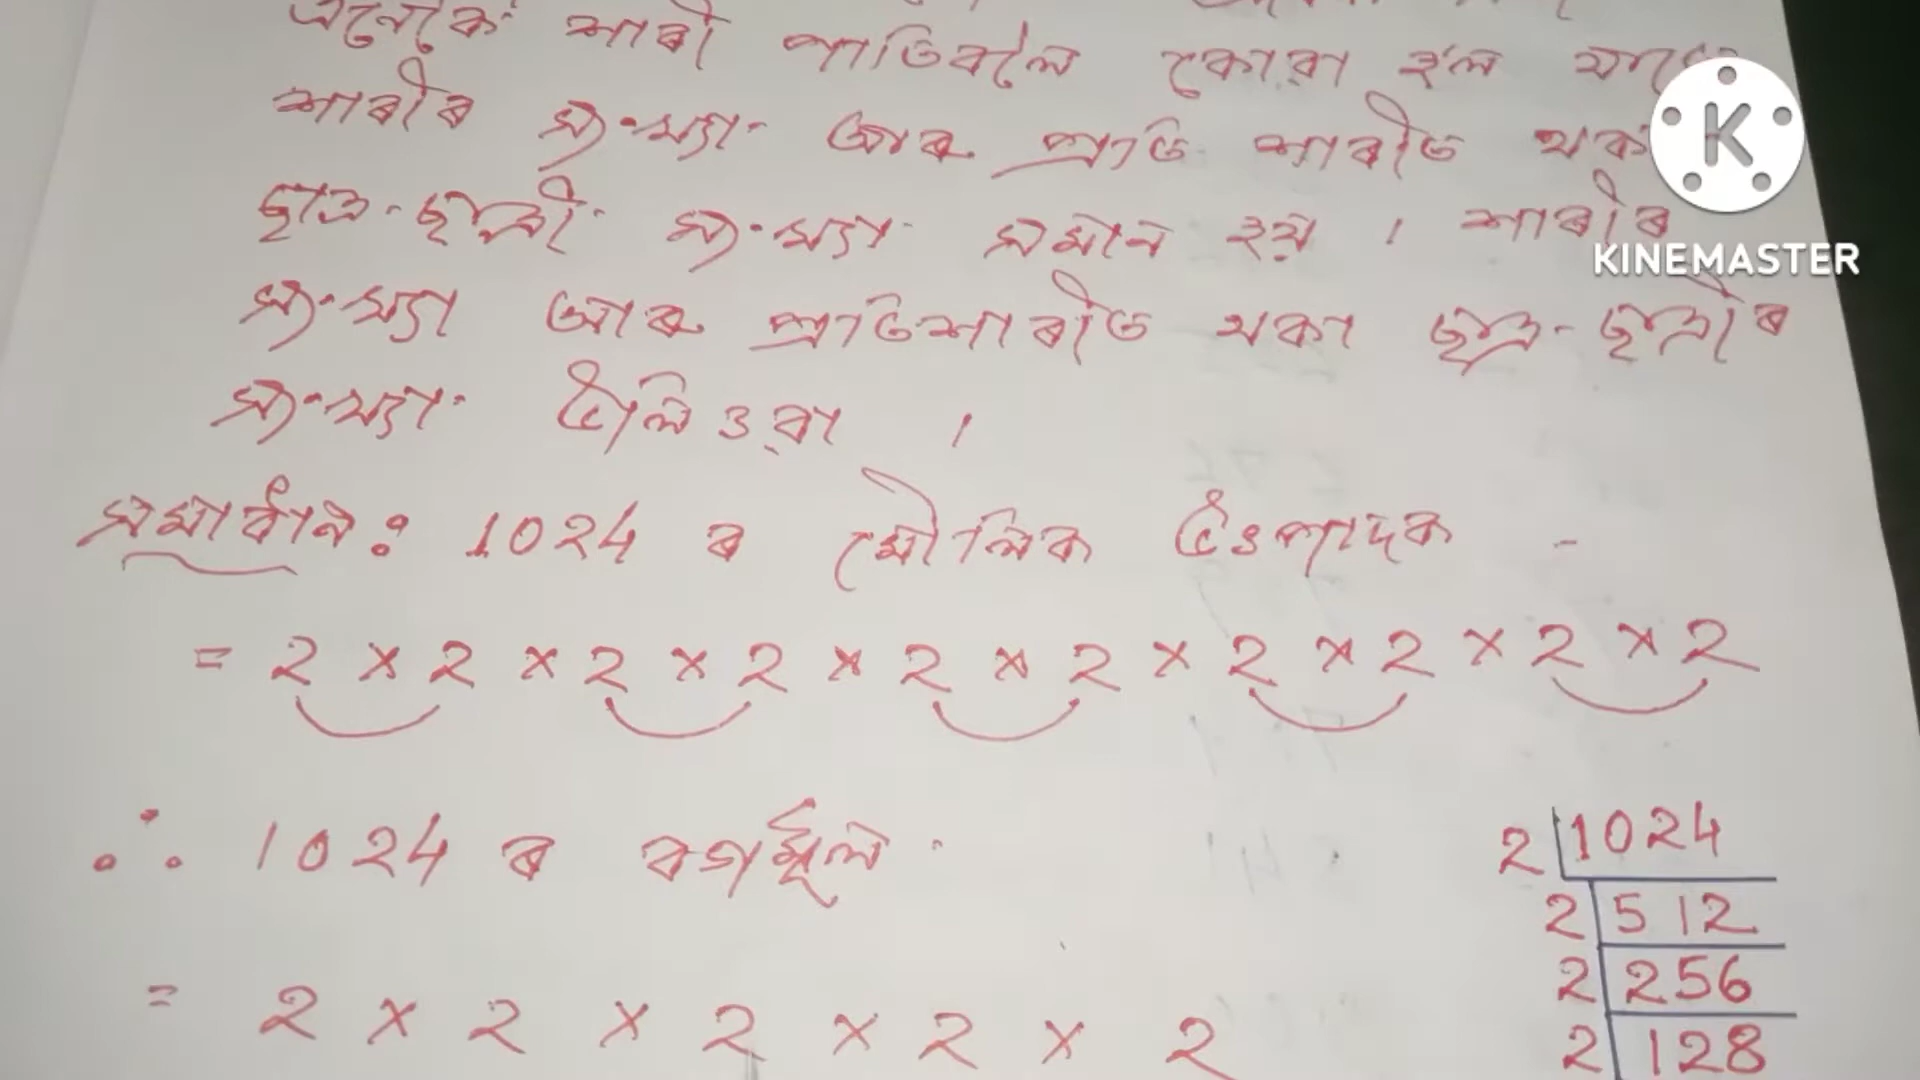 এনেকৈ শাৰী পাতিবলৈ কোৱা হ'ল যাতে
শাৰীৰ সংখ্যা আৰু প্ৰতি শাৰীত থকা
ছাত্ৰ-ছাত্ৰী সংখ্যা সমান হয় । শাৰীৰ
সংখ্যা আৰু প্ৰতিশাৰীত থকা ছাত্ৰ-ছাত্ৰীৰ
সংখ্যা উলিওৱা ।
সমাধান: 1024 ৰ মৌলিক উৎপাদক -
= 2 × 2 × 2 × 2 × 2 × 2 × 2 × 2 × 2 × 2
∴ 1024 ৰ বৰ্গমূল
= 2 × 2 × 2 × 2 × 2
2 1024
2 512
2 256
2 128
K
KINEMASTER